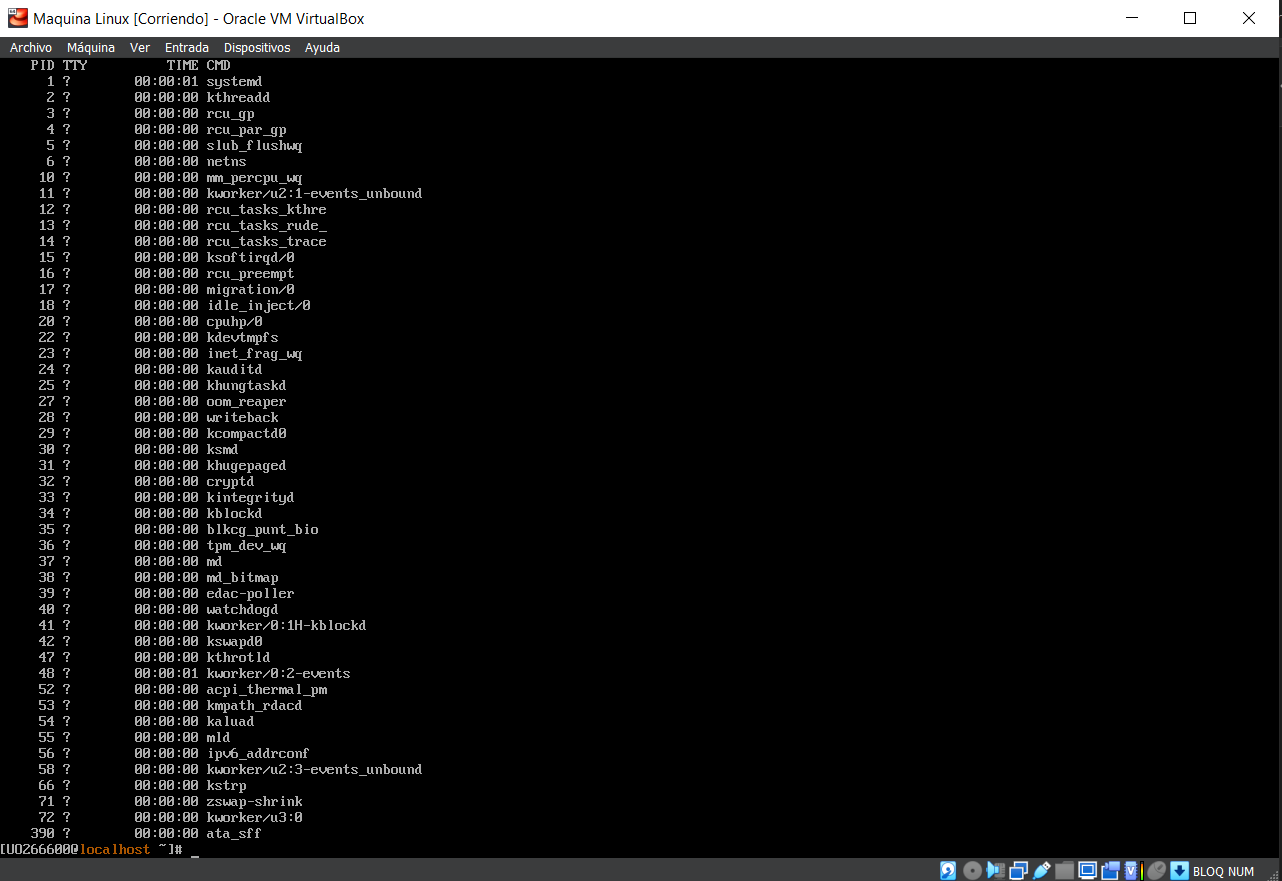 Maquina Linux [Corriendo] - Oracle VM VirtualBox
Archivo Máquina Ver Entrada Dispositivos Ayuda
PID TTY TIME CMD
1 ? 00:00:01 systemd
2 ? 00:00:00 kthreadd
3 ? 00:00:00 rcu_gp
4 ? 00:00:00 rcu_par_gp
5 ? 00:00:00 slub_flushwq
6 ? 00:00:00 netns
10 ? 00:00:00 mm_percpu_wq
11 ? 00:00:00 kworker/u2:1-events_unbound
12 ? 00:00:00 rcu_tasks_kthre
13 ? 00:00:00 rcu_tasks_rude_
14 ? 00:00:00 rcu_tasks_trace
15 ? 00:00:00 ksoftirqd/0
16 ? 00:00:00 rcu_preempt
17 ? 00:00:00 migration/0
18 ? 00:00:00 idle_inject/0
20 ? 00:00:00 cpuhp/0
22 ? 00:00:00 kdevtmpfs
23 ? 00:00:00 inet_frag_wq
24 ? 00:00:00 kauditd
25 ? 00:00:00 khungtaskd
27 ? 00:00:00 oom_reaper
28 ? 00:00:00 writeback
29 ? 00:00:00 kcompactd0
30 ? 00:00:00 ksmd
31 ? 00:00:00 khugepaged
32 ? 00:00:00 cryptd
33 ? 00:00:00 kintegrityd
34 ? 00:00:00 kblockd
35 ? 00:00:00 blkcg_punt_bio
36 ? 00:00:00 tpm_dev_wq
37 ? 00:00:00 md
38 ? 00:00:00 md_bitmap
39 ? 00:00:00 edac-poller
40 ? 00:00:00 watchdogd
41 ? 00:00:00 kworker/0:1H-kblockd
42 ? 00:00:00 kswapd0
47 ? 00:00:00 kthrotld
48 ? 00:00:01 kworker/0:2-events
52 ? 00:00:00 acpi_thermal_pm
53 ? 00:00:00 kmpath_rdacd
54 ? 00:00:00 kaluad
55 ? 00:00:00 mld
56 ? 00:00:00 ipv6_addrconf
58 ? 00:00:00 kworker/u2:3-events_unbound
66 ? 00:00:00 kstrp
71 ? 00:00:00 zswap-shrink
72 ? 00:00:00 kworker/u3:0
390 ? 00:00:00 ata_sff
[UO266600@localhost ~]# _
BLOQ NUM